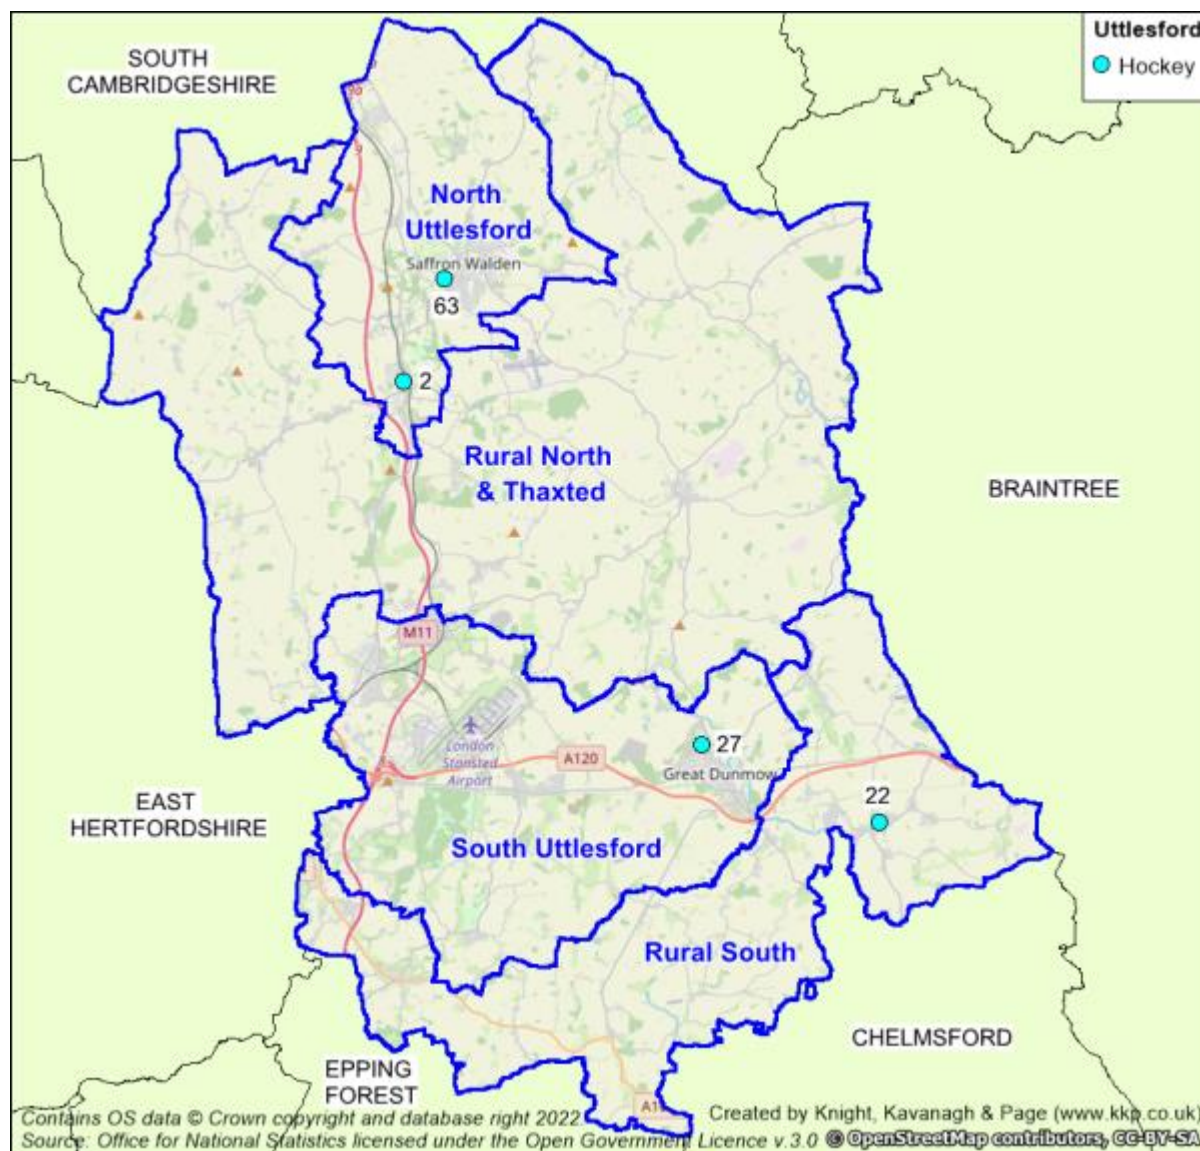 Uttlesford
Hockey
SOUTH
CAMBRIDGESHIRE
North
Uttlesford
Saffron Walden
63
2
Rural North
& Thaxted
BRAINTREE
M11
London
Stansted
Airport
A120
27
Great Dunmow
22
EAST
HERTFORDSHIRE
South Uttlesford
Rural South
CHELMSFORD
EPPING
FOREST
Contains OS data © Crown copyright and database right 2022.
Created by Knight, Kavanagh & Page (www.kkp.co.uk)
Source: Office for National Statistics licensed under the Open Government Licence v.3.0 © OpenStreetMap contributors, CC-BY-SA